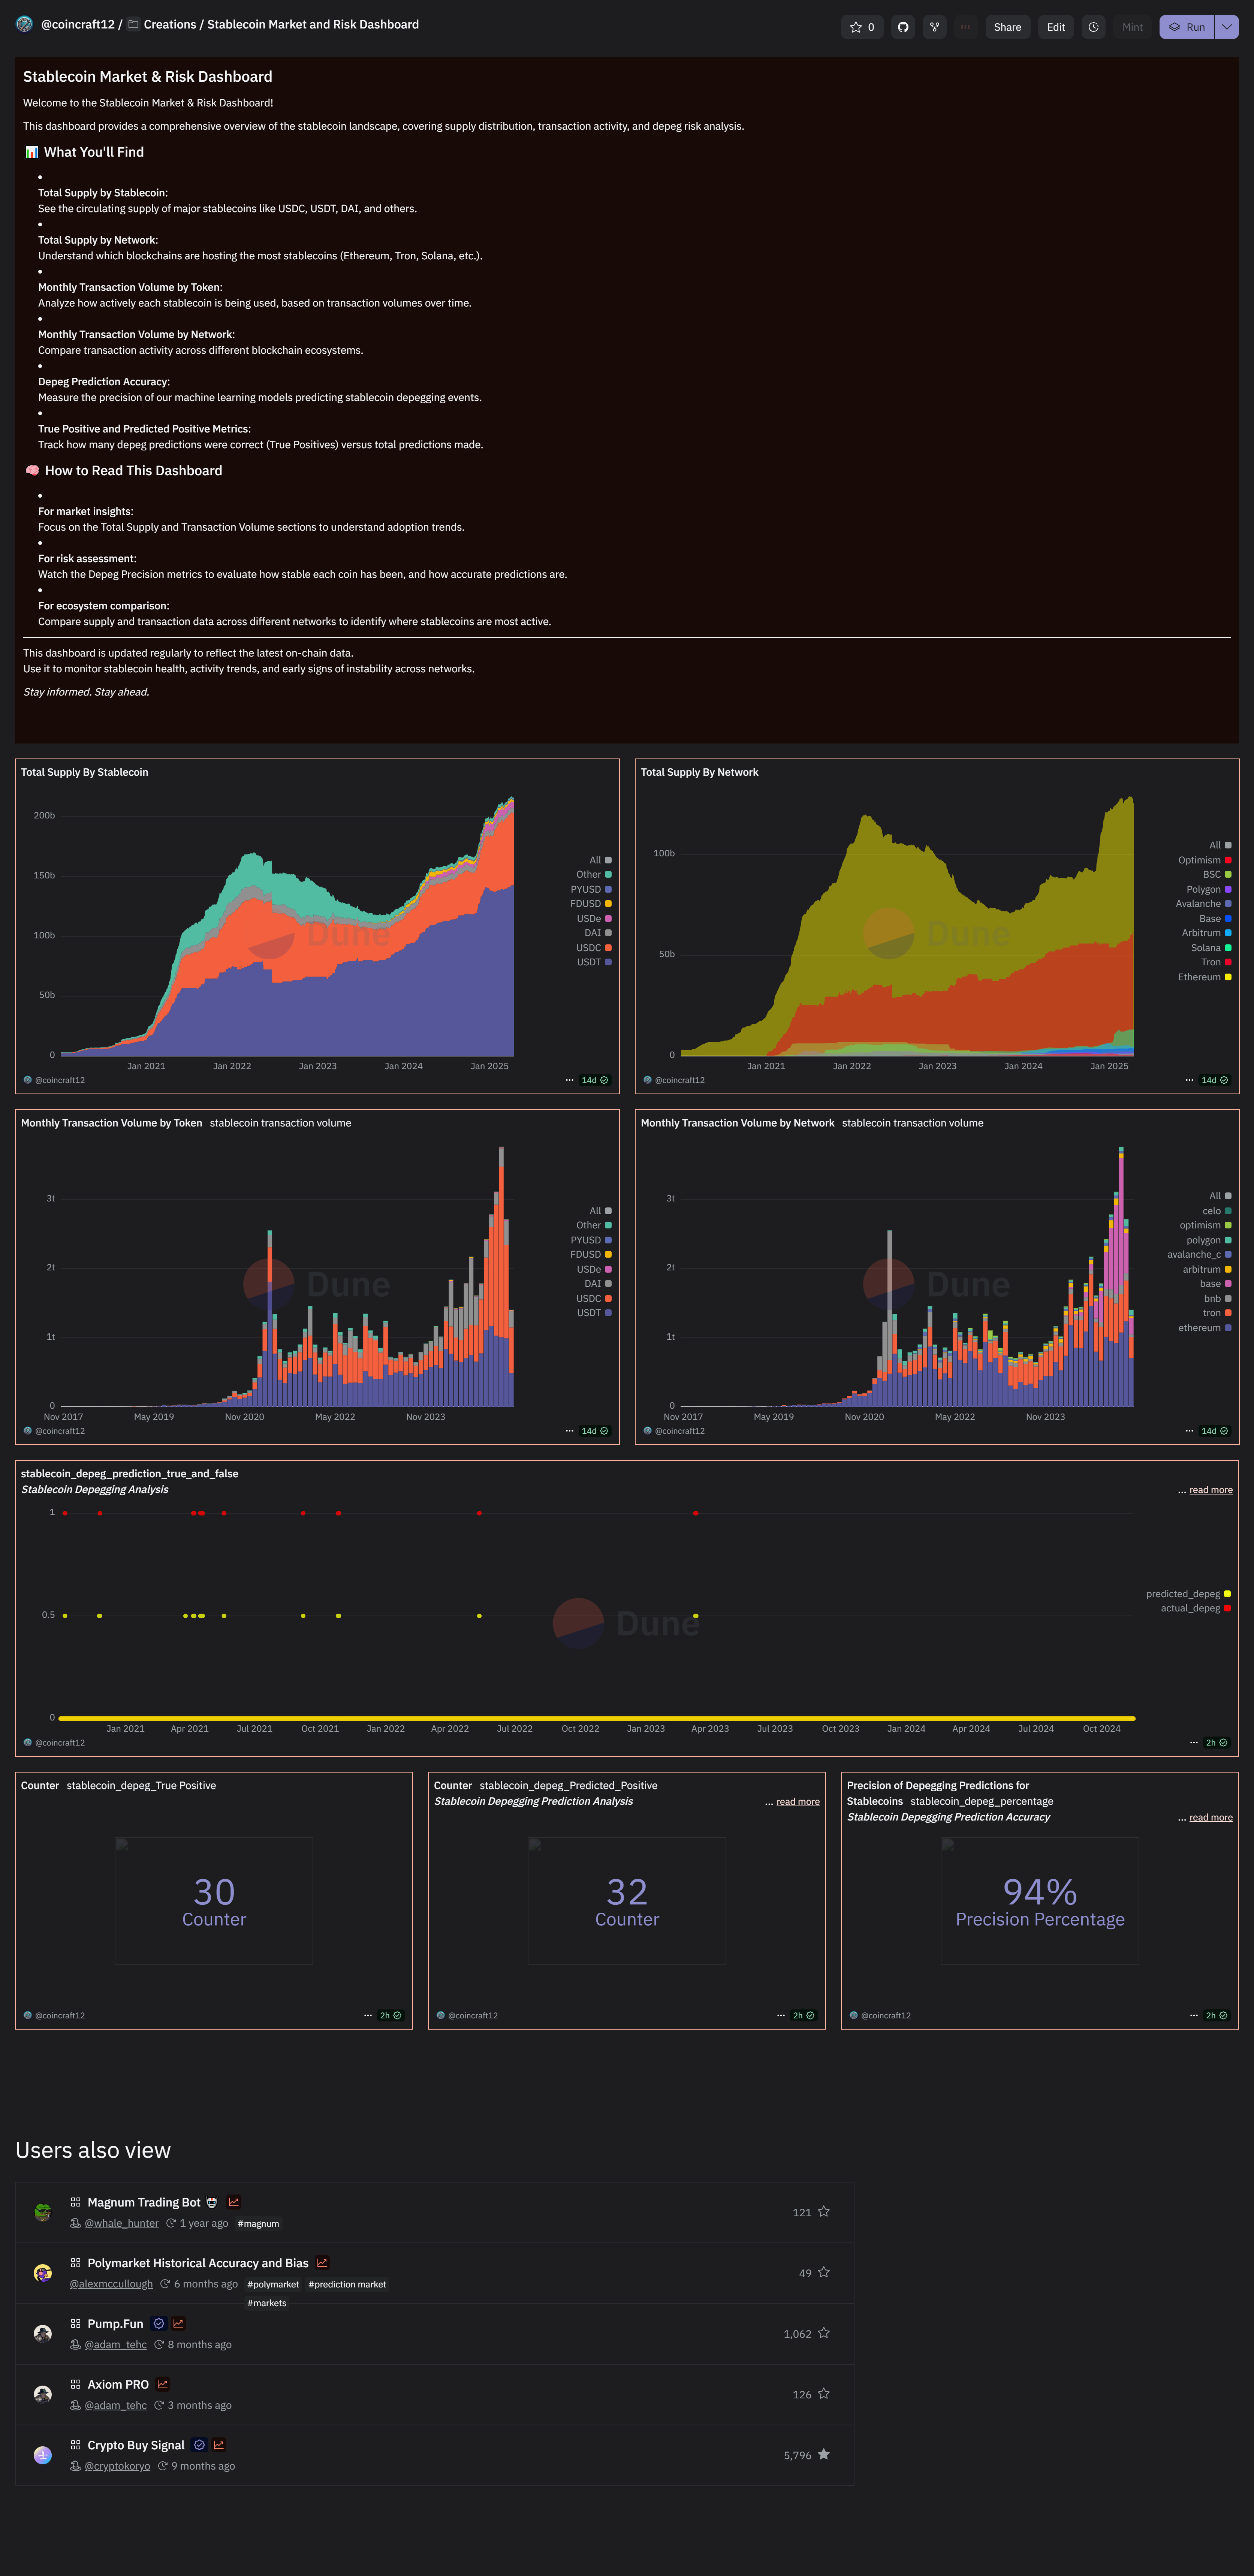 @coincraft12 / Creations / Stablecoin Market and Risk Dashboard
0 Share Edit Mint Run
Stablecoin Market & Risk Dashboard
Welcome to the Stablecoin Market & Risk Dashboard!
This dashboard provides a comprehensive overview of the stablecoin landscape, covering supply distribution, transaction activity, and depeg risk analysis.
📊 What You'll Find
•
Total Supply by Stablecoin:
See the circulating supply of major stablecoins like USDC, USDT, DAI, and others.
•
Total Supply by Network:
Understand which blockchains are hosting the most stablecoins (Ethereum, Tron, Solana, etc.).
•
Monthly Transaction Volume by Token:
Analyze how actively each stablecoin is being used, based on transaction volumes over time.
•
Monthly Transaction Volume by Network:
Compare transaction activity across different blockchain ecosystems.
•
Depeg Prediction Accuracy:
Measure the precision of our machine learning models predicting stablecoin depegging events.
•
True Positive and Predicted Positive Metrics:
Track how many depeg predictions were correct (True Positives) versus total predictions made.
🧠 How to Read This Dashboard
•
For market insights:
Focus on the Total Supply and Transaction Volume sections to understand adoption trends.
•
For risk assessment:
Watch the Depeg Precision metrics to evaluate how stable each coin has been, and how accurate predictions are.
•
For ecosystem comparison:
Compare supply and transaction data across different networks to identify where stablecoins are most active.
This dashboard is updated regularly to reflect the latest on-chain data.
Use it to monitor stablecoin health, activity trends, and early signs of instability across networks.
Stay informed. Stay ahead.
Total Supply By Stablecoin
200b
150b
100b
50b
0
Jan 2021 Jan 2022 Jan 2023 Jan 2024 Jan 2025
Dune
All
Other
PYUSD
FDUSD
USDe
DAI
USDC
USDT
@coincraft12
14d
Total Supply By Network
100b
50b
0
Jan 2021 Jan 2022 Jan 2023 Jan 2024 Jan 2025
Dune
All
Optimism
BSC
Polygon
Avalanche
Base
Arbitrum
Solana
Tron
Ethereum
@coincraft12
14d
Monthly Transaction Volume by Token stablecoin transaction volume
3t
2t
1t
0
Nov 2017 May 2019 Nov 2020 May 2022 Nov 2023
Dune
All
Other
PYUSD
FDUSD
USDe
DAI
USDC
USDT
@coincraft12
14d
Monthly Transaction Volume by Network stablecoin transaction volume
3t
2t
1t
0
Nov 2017 May 2019 Nov 2020 May 2022 Nov 2023
Dune
All
celo
optimism
polygon
avalanche_c
arbitrum
base
bnb
tron
ethereum
@coincraft12
14d
stablecoin_depeg_prediction_true_and_false
Stablecoin Depegging Analysis
... read more
1
0.5
0
Jan 2021 Apr 2021 Jul 2021 Oct 2021 Jan 2022 Apr 2022 Jul 2022 Oct 2022 Jan 2023 Apr 2023 Jul 2023 Oct 2023 Jan 2024 Apr 2024 Jul 2024 Oct 2024
Dune
predicted_depeg
actual_depeg
@coincraft12
2h
Counter stablecoin_depeg_True Positive
30
Counter
@coincraft12
2h
Counter stablecoin_depeg_Predicted_Positive
Stablecoin Depegging Prediction Analysis
... read more
32
Counter
@coincraft12
2h
Precision of Depegging Predictions for
Stablecoins stablecoin_depeg_percentage
Stablecoin Depegging Prediction Accuracy
... read more
94%
Precision Percentage
@coincraft12
2h
Users also view
Magnum Trading Bot
@whale_hunter 1 year ago #magnum
121
Polymarket Historical Accuracy and Bias
@alexmccullough 6 months ago #polymarket #prediction market
#markets
49
Pump.Fun
@adam_tehc 8 months ago
1,062
Axiom PRO
@adam_tehc 3 months ago
126
Crypto Buy Signal
@cryptokoryo 9 months ago
5,796